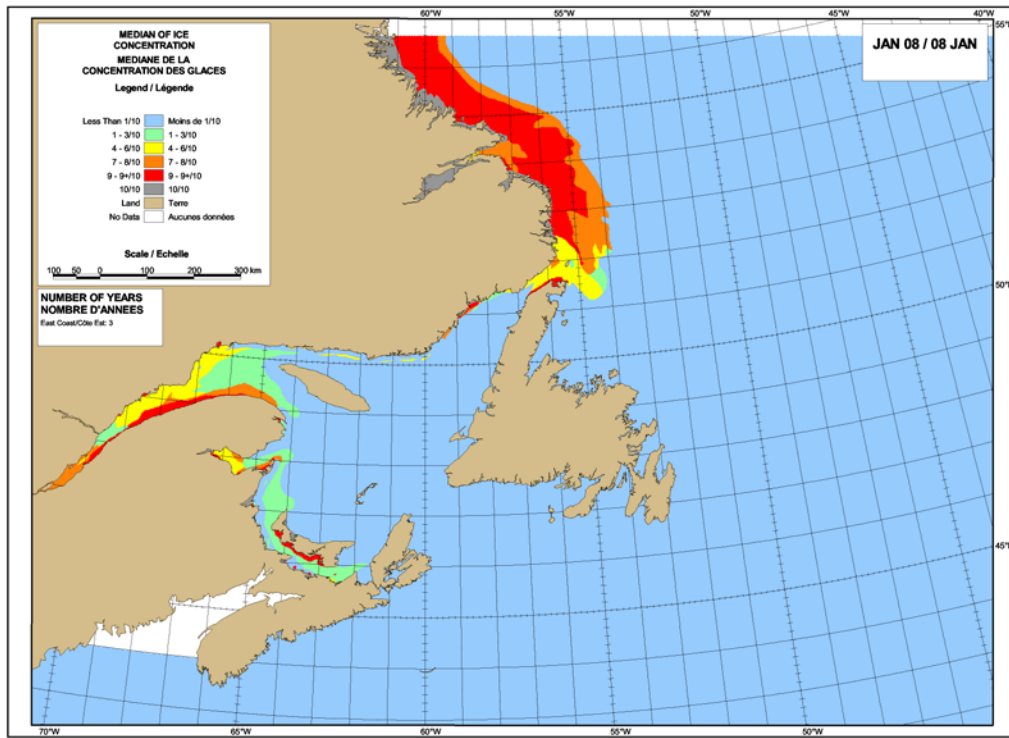 60°W 55°W 50°W 45°W 40°W
55°
MEDIAN OF ICE
CONCENTRATION
MEDIANE DE LA
CONCENTRATION DES GLACES
Legend / Légende
Less Than 1/10 Moins de 1/10
1 - 3/10 1 - 3/10
4 - 6/10 4 - 6/10
7 - 8/10 7 - 8/10
9 - 9+/10 9 - 9+/10
10/10 10/10
Land Terre
No Data Aucunes données
Scale / Echelle
100 50 0 100 200 300 km
JAN 08 / 08 JAN
NUMBER OF YEARS
NOMBRE D'ANNEES
East Coast/Côte Est: 3
50°N
45°N
70°W 65°W 60°W 55°W 50°W